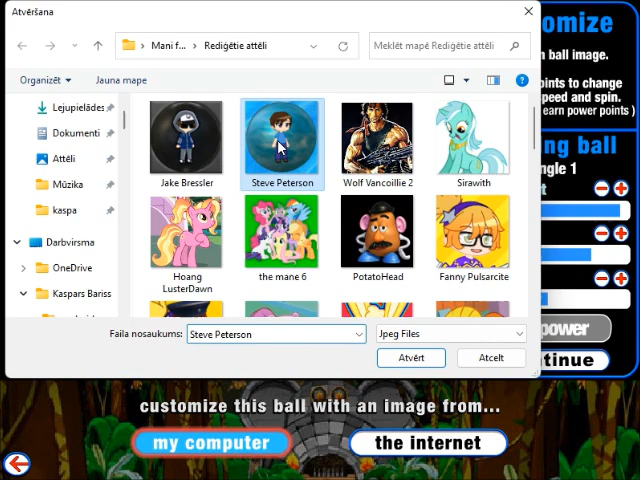 Atvēršana
Mani f...
Rediģētie attēli
Meklēt mapē Rediģētie attēli
Organizēt
Jauna mape
Lejupielādes
Dokumenti
Attēli
Mūzika
kaspa
Darbvirsma
OneDrive
Kaspars Bariss
Jake Bressler
Steve Peterson
Wolf Vancoillie 2
Sirawith
Hoang
LusterDawn
the mane 6
PotatoHead
Fanny Pulsarcite
Faila nosaukums:
Steve Peterson
Jpeg Files
Atvērt
Atcelt
omize
ball image.
oints to change
peed and spin.
earn power points )
ng ball
ngle 1
power
ntinue
customize this ball with an image from...
my computer
the internet